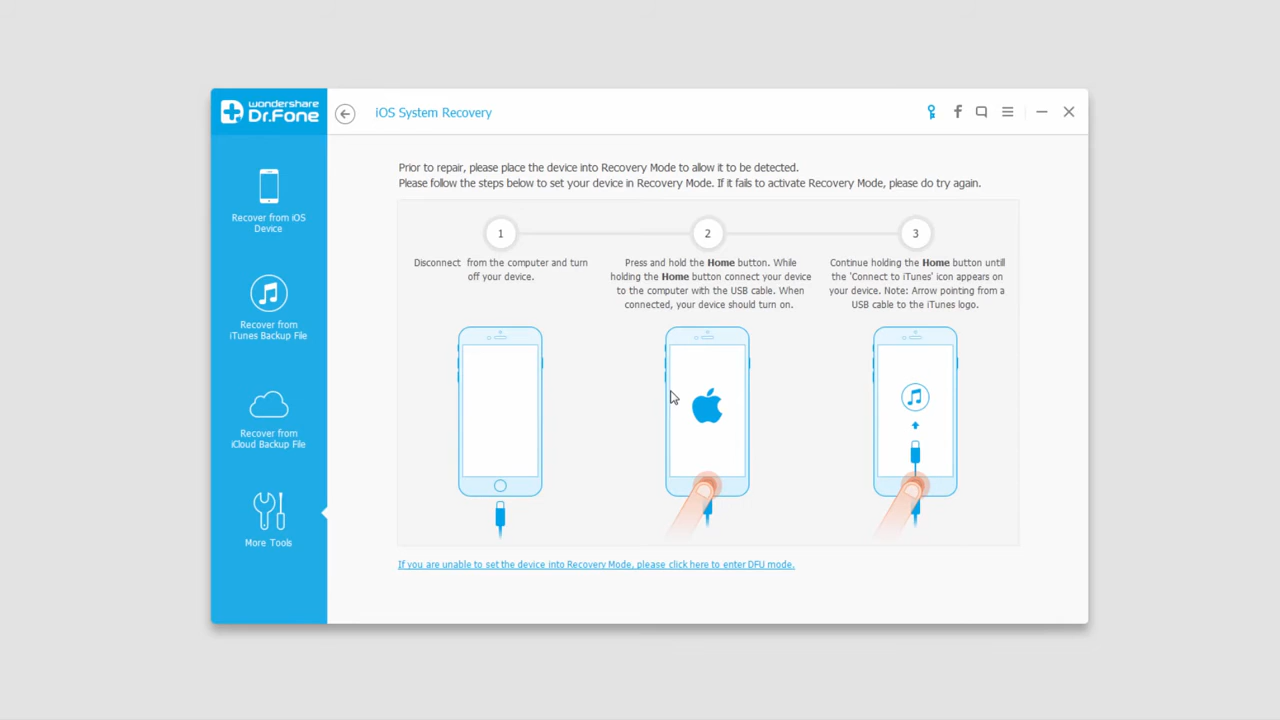 wondershare
Dr.Fone
iOS System Recovery
Recover from iOS
Device
Recover from
iTunes Backup File
Recover from
iCloud Backup File
More Tools
Prior to repair, please place the device into Recovery Mode to allow it to be detected.
Please follow the steps below to set your device in Recovery Mode. If it fails to activate Recovery Mode, please do try again.
1
Disconnect from the computer and turn
off your device.
2
Press and hold the Home button. While
holding the Home button connect your device
to the computer with the USB cable. When
connected, your device should turn on.
3
Continue holding the Home button untill
the 'Connect to iTunes' icon appears on
your device. Note: Arrow pointing from a
USB cable to the iTunes logo.
If you are unable to set the device into Recovery Mode, please click here to enter DFU mode.